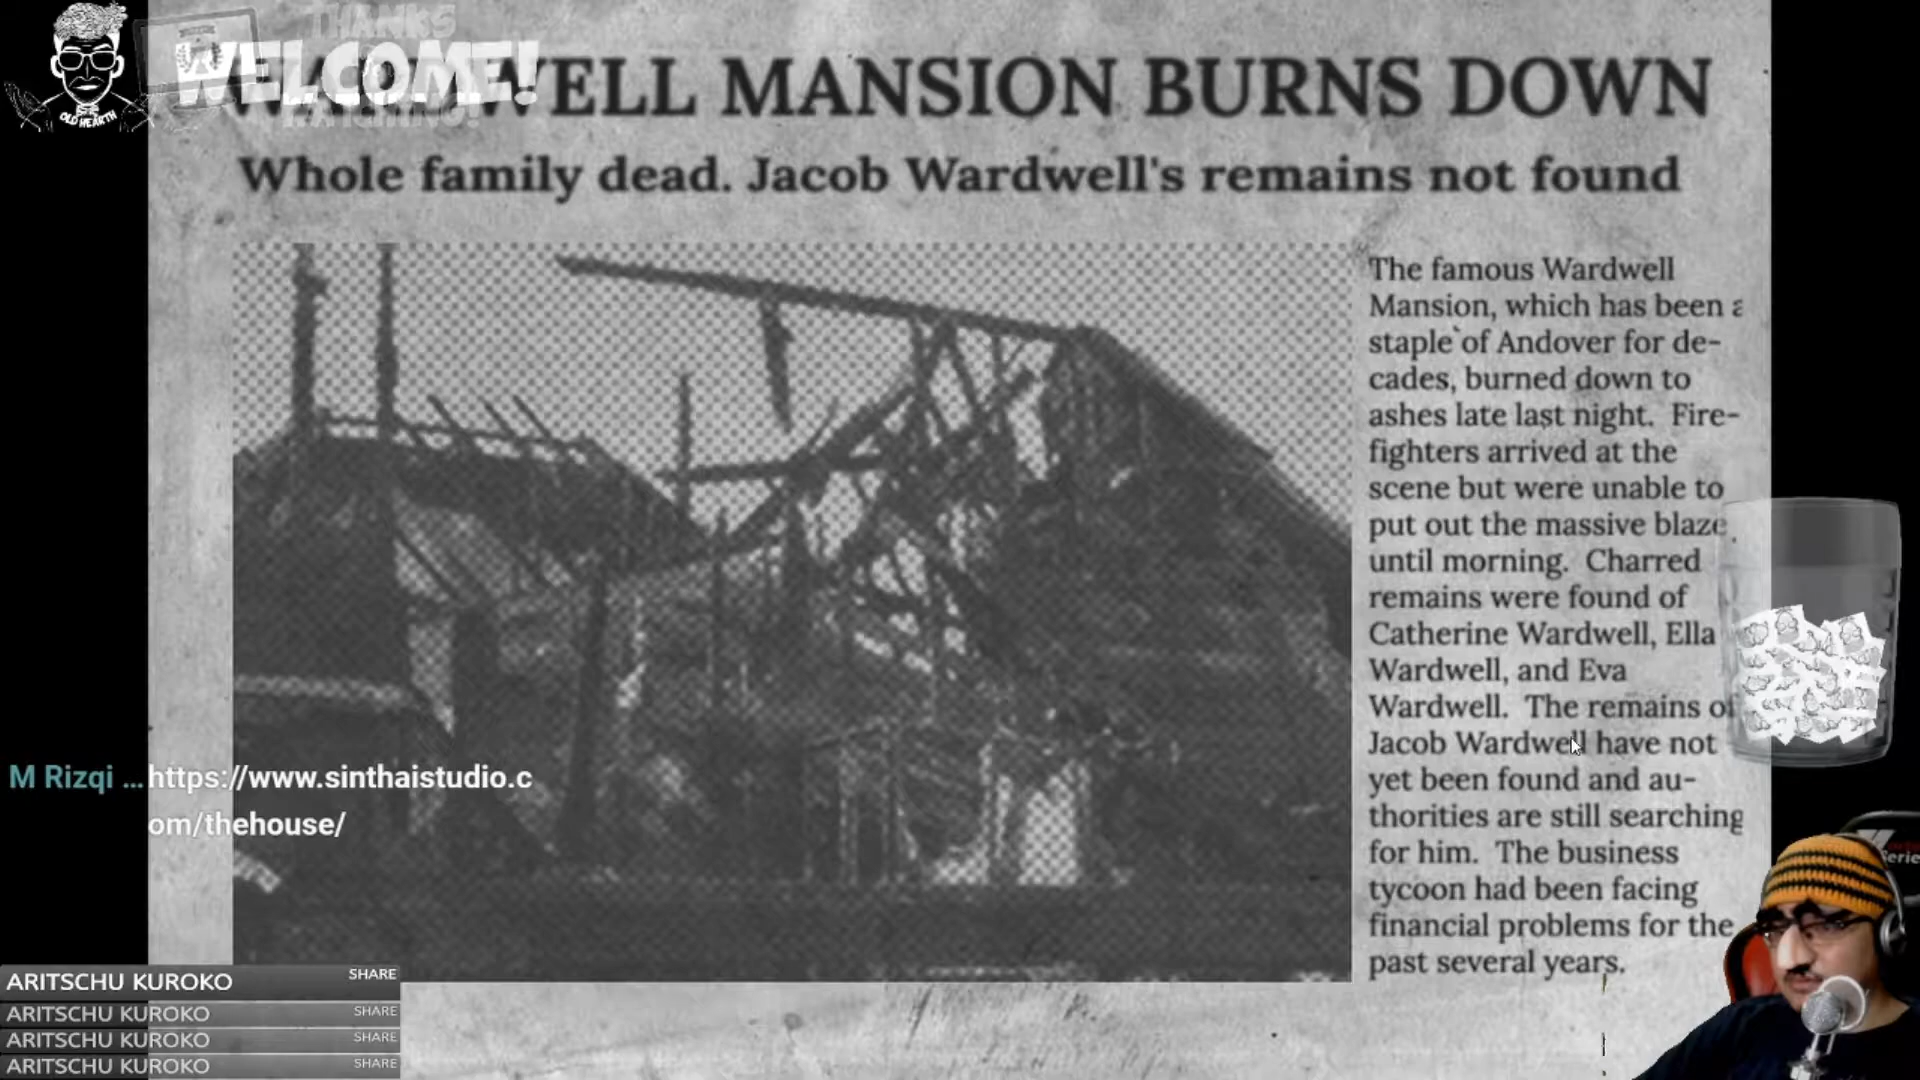 THANKS
WELCOME!
WATCHING!
OLD HEARTH
WARDWELL MANSION BURNS DOWN
Whole family dead. Jacob Wardwell's remains not found
The famous Wardwell
Mansion, which has been a
staple of Andover for de-
cades, burned down to
ashes late last night. Fire-
fighters arrived at the
scene but were unable to
put out the massive blaze
until morning. Charred
remains were found of
Catherine Wardwell, Ella
Wardwell, and Eva
Wardwell. The remains of
Jacob Wardwell have not
yet been found and au-
thorities are still searching
for him. The business
tycoon had been facing
financial problems for the
past several years.
M Rizqi ... https://www.sinthaistudio.c
om/thehouse/
ARITSCHU KUROKO SHARE
ARITSCHU KUROKO SHARE
ARITSCHU KUROKO SHARE
ARITSCHU KUROKO SHARE